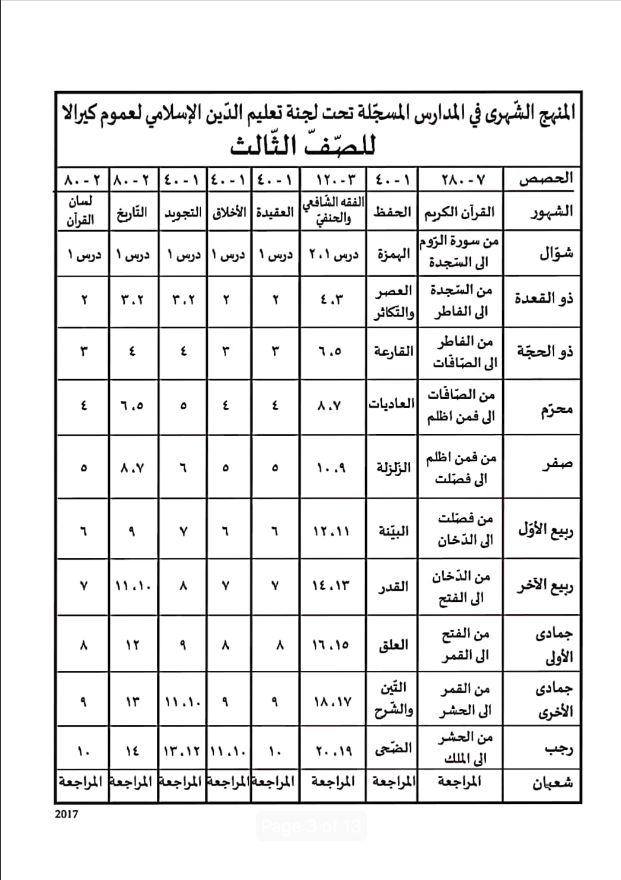 المنهج الشّهرى في المدارس المسجّلة تحت لجنة تعليم الدّين الإسلامي لعموم كيرالا
للصّفّ الثّالث
الحصص ٧-٢٨٠ ١-٤٠ ٣-١٢٠ ١-٤٠ ١-٤٠ ١-٤٠ ٢-٨٠ ٢-٨٠
الشهور القرآن الكريم الحفظ الفقه الشّافعي والحنفيّ العقيدة الأخلاق التجويد التّاريخ لسان القرآن
شوّال من سورة الرّوم الى السّجدة الهمزة درس ٢،١ درس ١ درس ١ درس ١ درس ١ درس ١
ذو القعدة من السّجدة الى الفاطر العصر والتّكاثر ٤،٣ ٢ ٢ ٣،٢ ٣،٢ ٢
ذو الحجّة من الفاطر الى الصّافّات القارعة ٦،٥ ٣ ٣ ٤ ٤ ٣
محرّم من الصّافّات الى فمن اظلم العاديات ٨،٧ ٤ ٤ ٥ ٦،٥ ٤
صفر من فمن اظلم الى فصّلت الزّلزلة ١٠،٩ ٥ ٥ ٦ ٨،٧ ٥
ربيع الأوّل من فصّلت الى الدّخان البيّنة ١٢،١١ ٦ ٦ ٧ ٩ ٦
ربيع الآخر من الدّخان الى الفتح القدر ١٤،١٣ ٧ ٧ ٨ ١١،١٠ ٧
جمادى الأولى من الفتح الى القمر العلق ١٦،١٥ ٨ ٨ ٩ ١٢ ٨
جمادى الأخرى من القمر الى الحشر التّين والشّرح ١٨،١٧ ٩ ٩ ١١،١٠ ١٣ ٩
رجب من الحشر الى الملك الضّحى ٢٠،١٩ ١٠ ١١،١٠ ١٣،١٢ ١٤ ١٠
شعبان المراجعة المراجعة المراجعة المراجعة المراجعة المراجعة المراجعة المراجعة
2017
Page 3 of 13